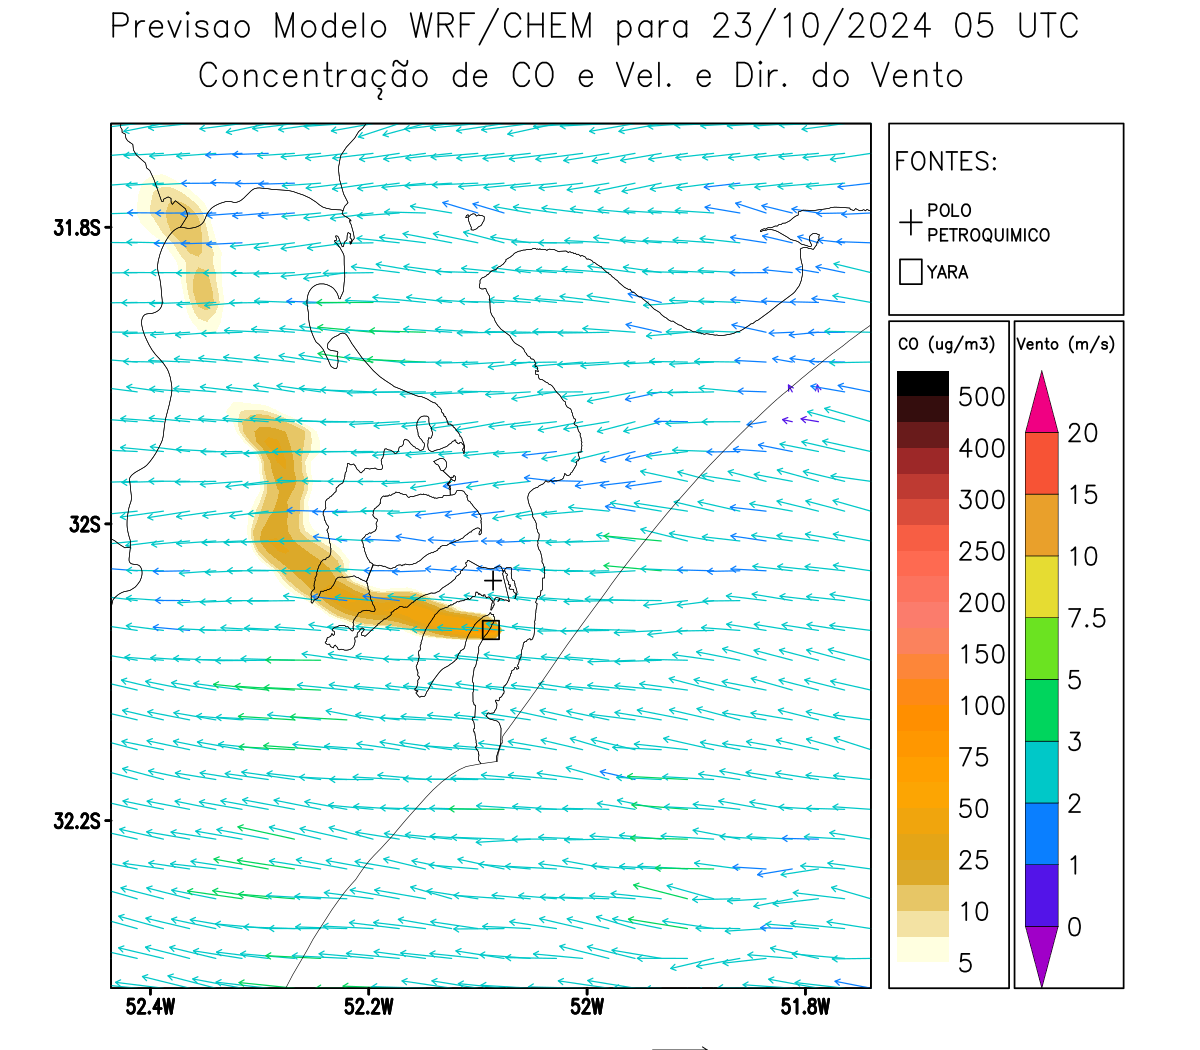 Previsao Modelo WRF/CHEM para 23/10/2024 05 UTC
Concentração de CO e Vel. e Dir. do Vento
FONTES:
POLO
PETROQUIMICO
YARA
CO (ug/m3)
500
400
300
250
200
150
100
75
50
25
10
5
Vento (m/s)
20
15
10
7.5
5
3
2
1
0
31.8S
32S
32.2S
52.4W
52.2W
52W
51.8W